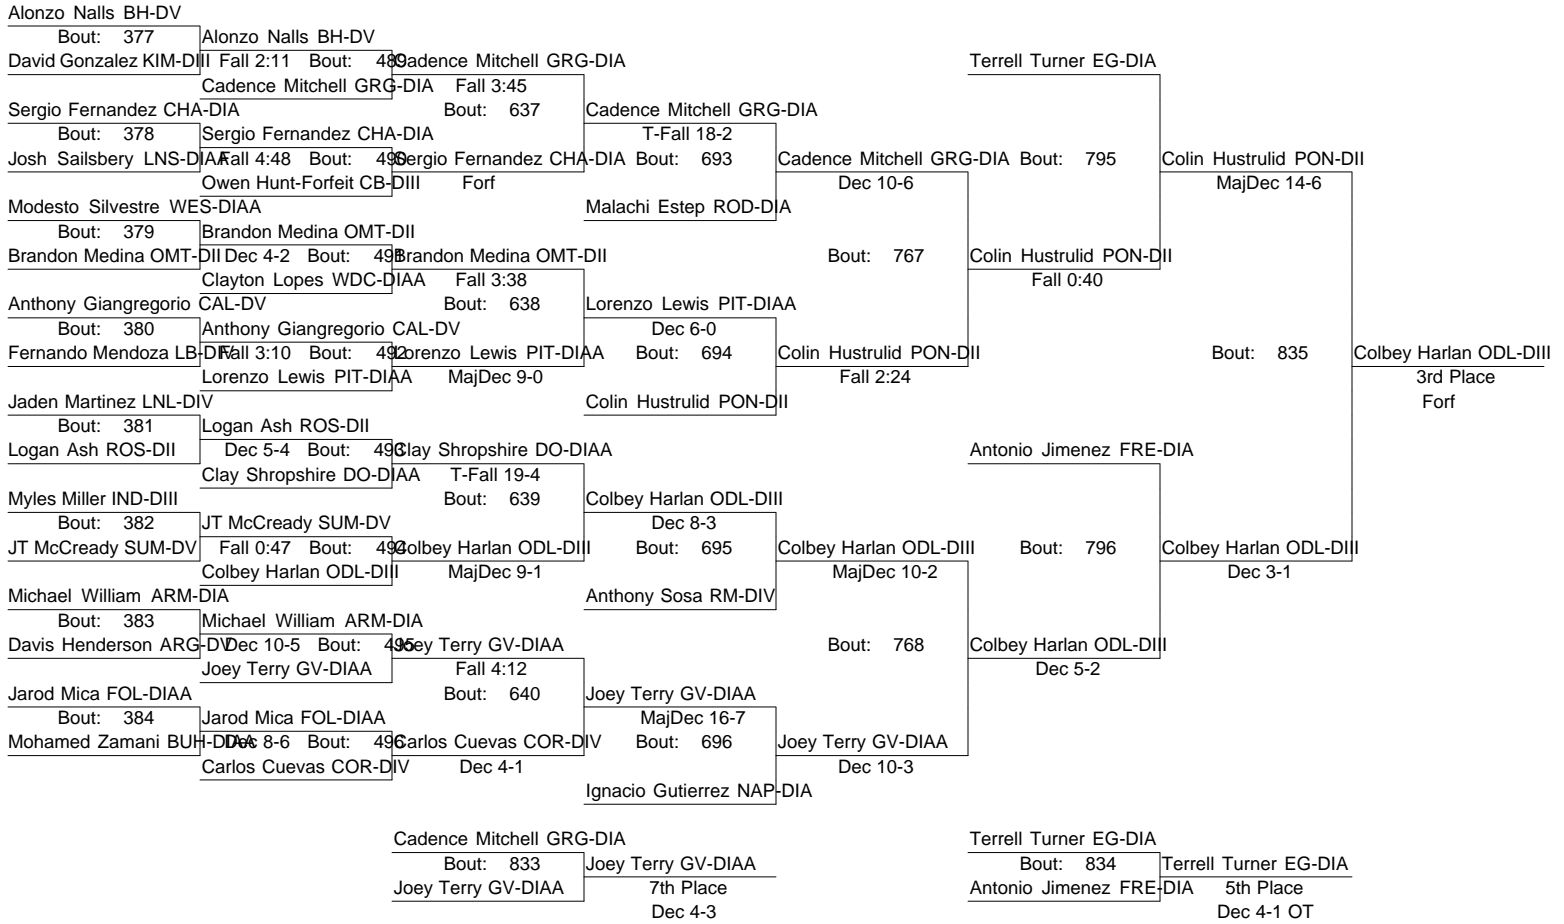 Alonzo Nalls BH-DV
Bout: 377
David Gonzalez KIM-DIII
Sergio Fernandez CHA-DIA
Bout: 378
Josh Sailsbery LNS-DIAA
Modesto Silvestre WES-DIAA
Bout: 379
Brandon Medina OMT-DII
Anthony Giangregorio CAL-DV
Bout: 380
Fernando Mendoza LB-DIV
Jaden Martinez LNL-DIV
Bout: 381
Logan Ash ROS-DII
Myles Miller IND-DIII
Bout: 382
JT McCready SUM-DV
Michael William ARM-DIA
Bout: 383
Davis Henderson ARG-DV
Jarod Mica FOL-DIAA
Bout: 384
Mohamed Zamani BUH-DIAA
Alonzo Nalls BH-DV
Fall 2:11 Bout: 489
Cadence Mitchell GRG-DIA
Sergio Fernandez CHA-DIA
Fall 4:48 Bout: 490
Owen Hunt-Forfeit CB-DIII
Brandon Medina OMT-DII
Dec 4-2 Bout: 491
Clayton Lopes WDC-DIAA
Anthony Giangregorio CAL-DV
Fall 3:10 Bout: 492
Lorenzo Lewis PIT-DIAA
Logan Ash ROS-DII
Dec 5-4 Bout: 493
Clay Shropshire DO-DIAA
JT McCready SUM-DV
Fall 0:47 Bout: 494
Colbey Harlan ODL-DIII
Michael William ARM-DIA
Dec 10-5 Bout: 495
Joey Terry GV-DIAA
Jarod Mica FOL-DIAA
Dec 8-6 Bout: 496
Carlos Cuevas COR-DIV
Cadence Mitchell GRG-DIA
Fall 3:45
Bout: 637
Sergio Fernandez CHA-DIA
Forf
Brandon Medina OMT-DII
Fall 3:38
Bout: 638
Lorenzo Lewis PIT-DIAA
MajDec 9-0
Clay Shropshire DO-DIAA
T-Fall 19-4
Bout: 639
Colbey Harlan ODL-DIII
MajDec 9-1
Joey Terry GV-DIAA
Fall 4:12
Bout: 640
Carlos Cuevas COR-DIV
Dec 4-1
Cadence Mitchell GRG-DIA
T-Fall 18-2
Bout: 693
Malachi Estep ROD-DIA
Lorenzo Lewis PIT-DIAA
Dec 6-0
Bout: 694
Colin Hustrulid PON-DII
Colbey Harlan ODL-DIII
Dec 8-3
Bout: 695
Anthony Sosa RM-DIV
Joey Terry GV-DIAA
MajDec 16-7
Bout: 696
Ignacio Gutierrez NAP-DIA
Cadence Mitchell GRG-DIA
Dec 10-6
Bout: 767
Colin Hustrulid PON-DII
Fall 2:24
Colbey Harlan ODL-DIII
MajDec 10-2
Bout: 768
Joey Terry GV-DIAA
Dec 10-3
Terrell Turner EG-DIA
Bout: 795
Colin Hustrulid PON-DII
Fall 0:40
Antonio Jimenez FRE-DIA
Bout: 796
Colbey Harlan ODL-DIII
Dec 5-2
Colin Hustrulid PON-DII
MajDec 14-6
Bout: 835
Colbey Harlan ODL-DIII
Dec 3-1
Colbey Harlan ODL-DIII
3rd Place
Forf
Cadence Mitchell GRG-DIA
Bout: 833
Joey Terry GV-DIAA
Joey Terry GV-DIAA
7th Place
Dec 4-3
Terrell Turner EG-DIA
Bout: 834
Antonio Jimenez FRE-DIA
Terrell Turner EG-DIA
5th Place
Dec 4-1 OT